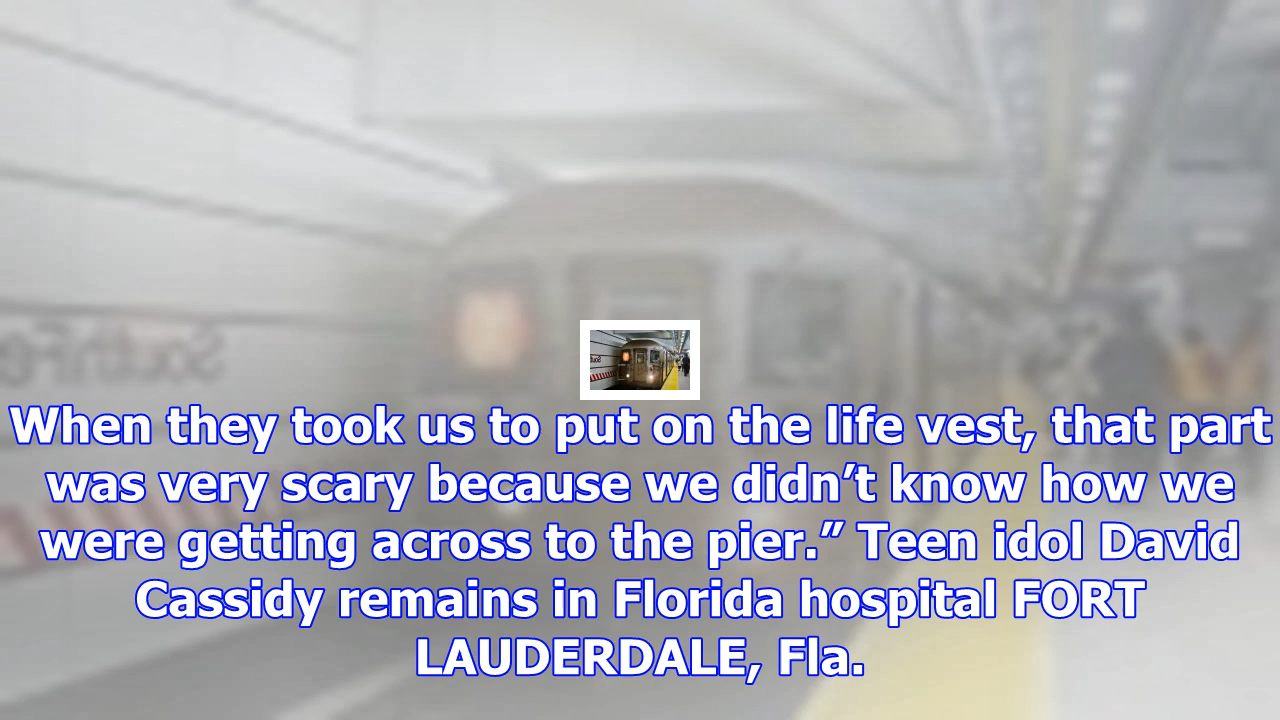 When they took us to put on the life vest, that part
was very scary because we didn’t know how we
were getting across to the pier.” Teen idol David
Cassidy remains in Florida hospital FORT
LAUDERDALE, Fla.